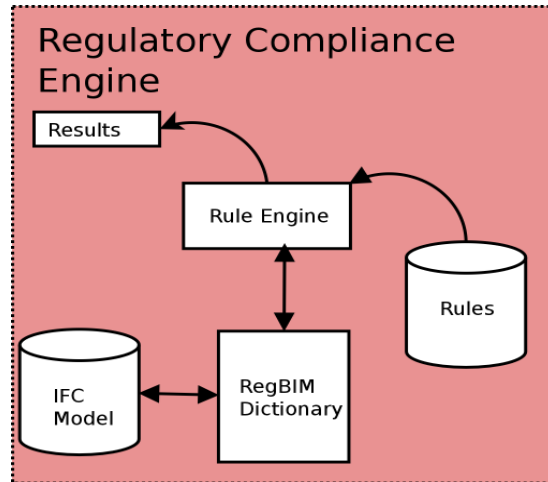 Regulatory Compliance
Engine
Results
Rule Engine
Rules
IFC
Model
RegBIM
Dictionary